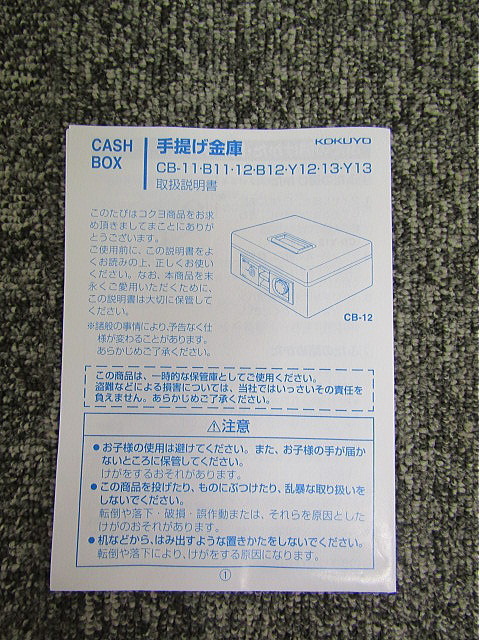 CASH BOX
手提げ金庫
KOKUYO
CB-11・B11・12・B12・Y12・13・Y13
取扱説明書
このたびはコクヨ商品をお求
め頂きましてまことにありが
とうございます。
ご使用前に、この説明書をよ
くお読みの上、正しくお使い
ください。なお、本商品を末
永くご愛用いただくために、
この説明書は大切に保管して
ください。
※諸般の事情により、予告なく仕
様が変わることがあります。
あらかじめご了承ください。
CB-12
この商品は、一時的な保管庫としてご使用ください。
盗難などによる損害については、当社ではいっさいその責任を
負えません。あらかじめご了承ください。
⚠注意
●お子様の使用は避けてください。また、お子様の手が届か
ないところに保管してください。
けがをするおそれがあります。
●この商品を投げたり、ものにぶつけたり、乱暴な取り扱いを
しないでください。
転倒や落下・破損・誤作動または、それらを原因とした
けがのおそれがあります。
●机などから、はみ出すような置きかたをしないでください。
転倒や落下により、けがをする原因になります。
①